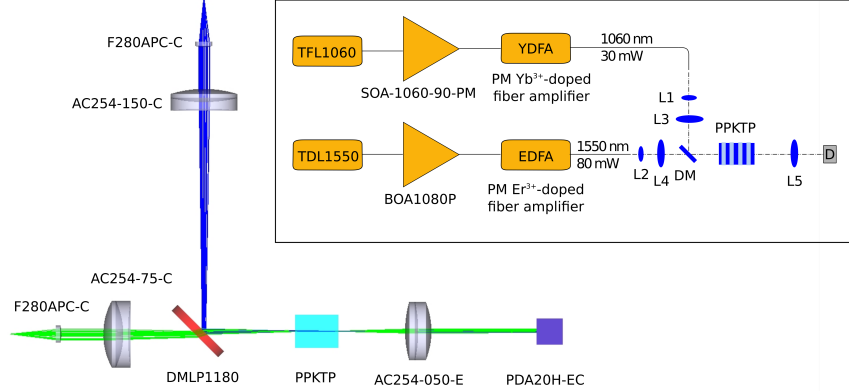 F280APC-C
AC254-150-C
AC254-75-C
F280APC-C
DMLP1180
PPKTP
AC254-050-E
PDA20H-EC
TFL1060
SOA-1060-90-PM
YDFA
PM Yb³⁺-doped
fiber amplifier
1060 nm
30 mW
L1
L3
PPKTP
TDL1550
BOA1080P
EDFA
PM Er³⁺-doped
fiber amplifier
1550 nm
80 mW
L2
L4
DM
L5
D